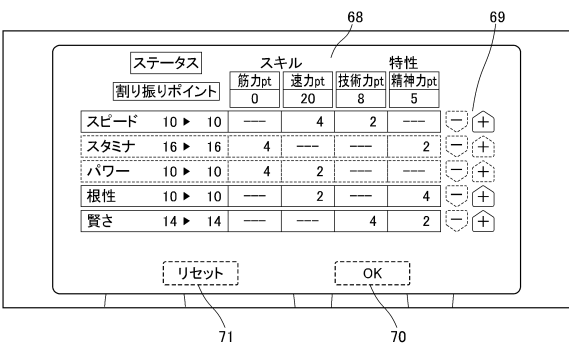 68
69
ステータス スキル 特性
割り振りポイント 筋力pt 速力pt 技術力pt 精神力pt
0 20 8 5
スピード 10 ▶ 10 --- 4 2 --- − +
スタミナ 16 ▶ 16 4 --- --- 2 − +
パワー 10 ▶ 10 4 2 --- --- − +
根性 10 ▶ 10 --- 2 --- 4 − +
賢さ 14 ▶ 14 --- --- 4 2 − +
リセット OK
71 70